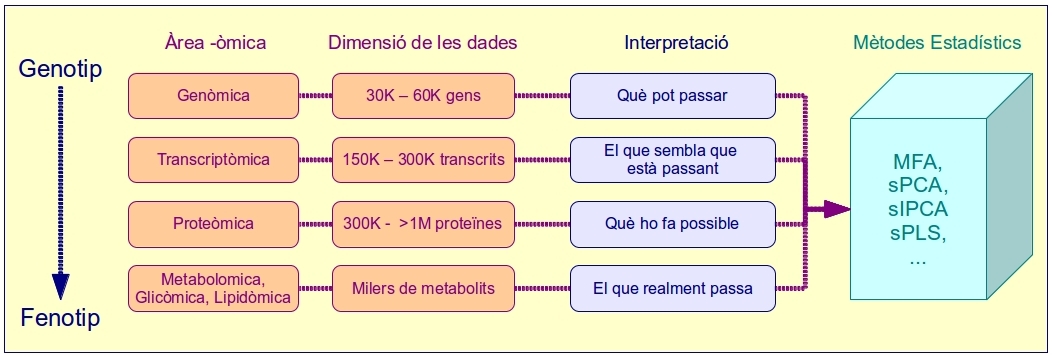 Àrea -òmica
Dimensió de les dades
Interpretació
Mètodes Estadístics
Genotip
Genòmica
30K – 60K gens
Què pot passar
Transcriptòmica
150K – 300K transcrits
El que sembla que
està passant
Proteòmica
300K -  >1M proteïnes
Què ho fa possible
Metabolomica,
Glicòmica, Lipidòmica
Milers de metabolits
El que realment passa
Fenotip
MFA,
sPCA,
sIPCA
sPLS,
...